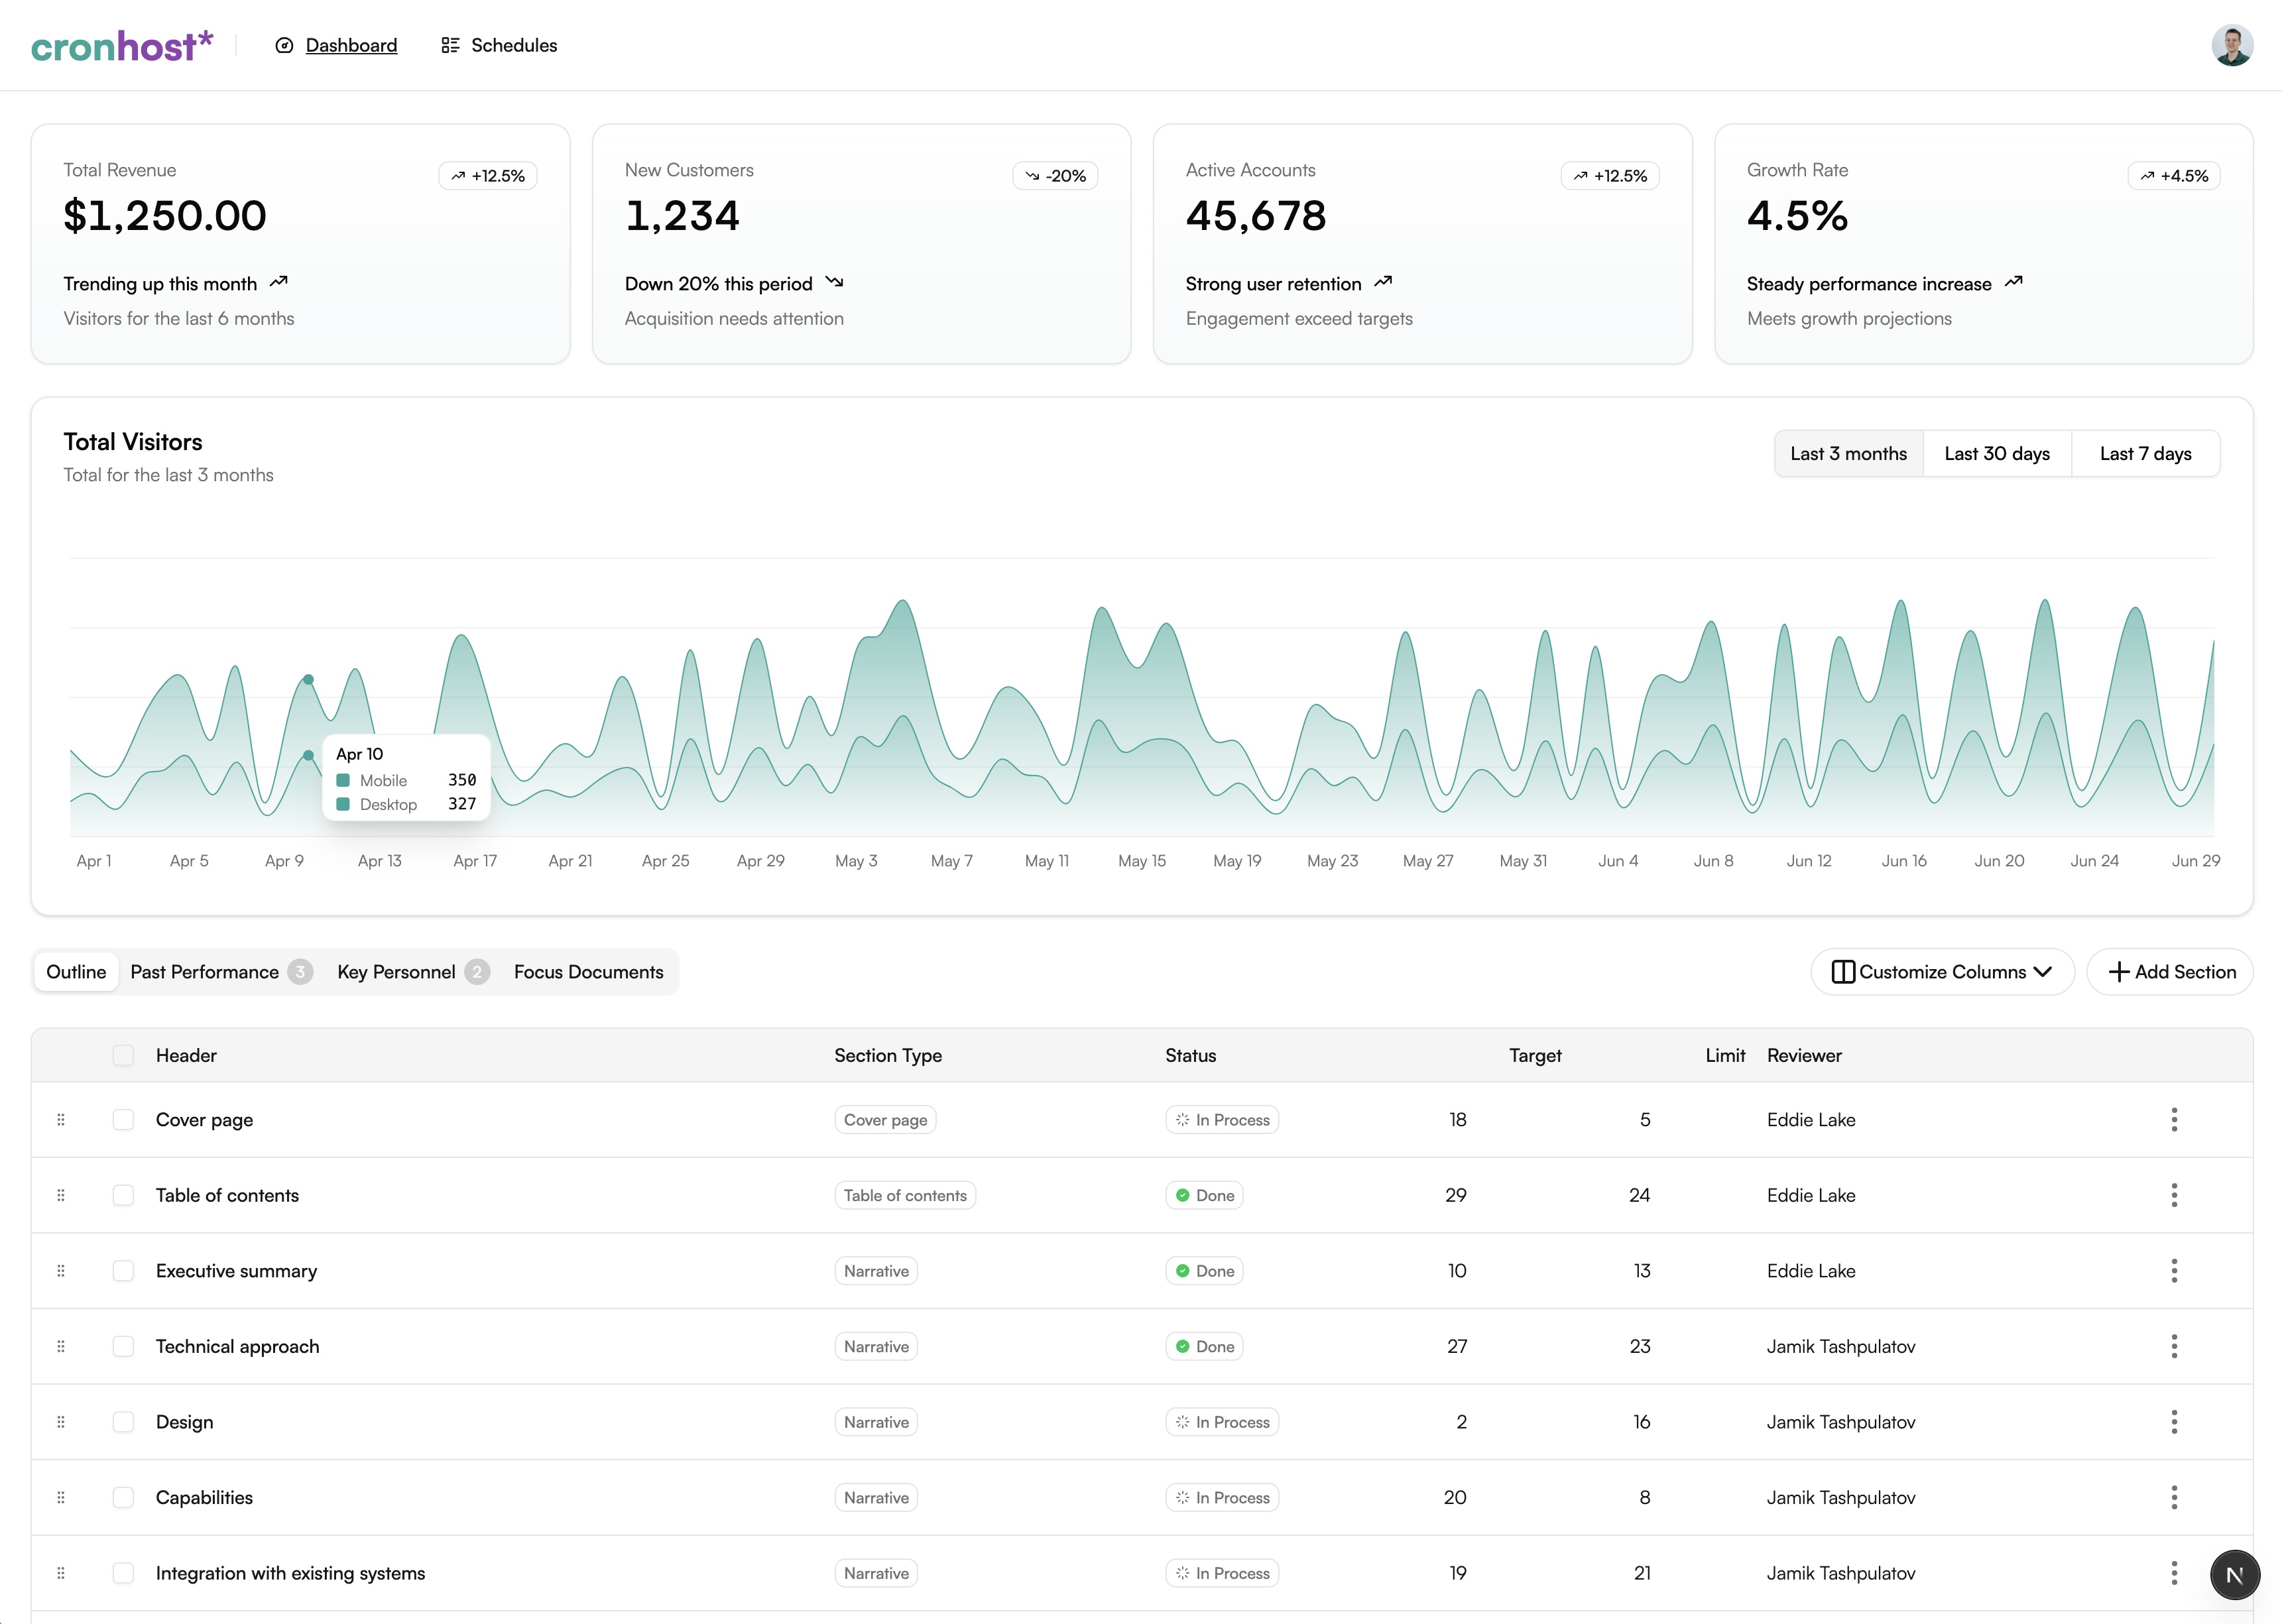 cronhost*
Dashboard
Schedules
Total Revenue
+12.5%
$1,250.00
Trending up this month
Visitors for the last 6 months
New Customers
-20%
1,234
Down 20% this period
Acquisition needs attention
Active Accounts
+12.5%
45,678
Strong user retention
Engagement exceed targets
Growth Rate
+4.5%
4.5%
Steady performance increase
Meets growth projections
Total Visitors
Total for the last 3 months
Last 3 months
Last 30 days
Last 7 days
Apr 10
Mobile 350
Desktop 327
Apr 1 Apr 5 Apr 9 Apr 13 Apr 17 Apr 21 Apr 25 Apr 29 May 3 May 7 May 11 May 15 May 19 May 23 May 27 May 31 Jun 4 Jun 8 Jun 12 Jun 16 Jun 20 Jun 24 Jun 29
Outline Past Performance 3 Key Personnel 2 Focus Documents
Customize Columns
Add Section
Header Section Type Status Target Limit Reviewer
Cover page Cover page In Process 18 5 Eddie Lake
Table of contents Table of contents Done 29 24 Eddie Lake
Executive summary Narrative Done 10 13 Eddie Lake
Technical approach Narrative Done 27 23 Jamik Tashpulatov
Design Narrative In Process 2 16 Jamik Tashpulatov
Capabilities Narrative In Process 20 8 Jamik Tashpulatov
Integration with existing systems Narrative In Process 19 21 Jamik Tashpulatov
N